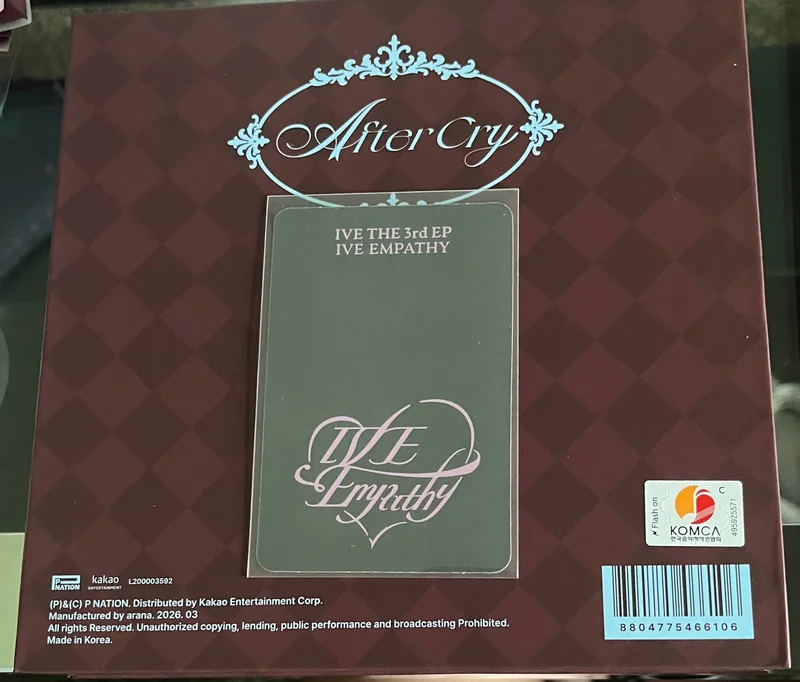 After Cry
IVE THE 3rd EP
IVE EMPATHY
IVE
Empathy
Flash on
C
KOMCA
한국음악저작권협회
495925571
P NATION
kakao
ENTERTAINMENT
L200003592
(P)&(C) P NATION. Distributed by Kakao Entertainment Corp.
Manufactured by arana. 2026. 03
All rights Reserved. Unauthorized copying, lending, public performance and broadcasting Prohibited.
Made in Korea.
8804775466106